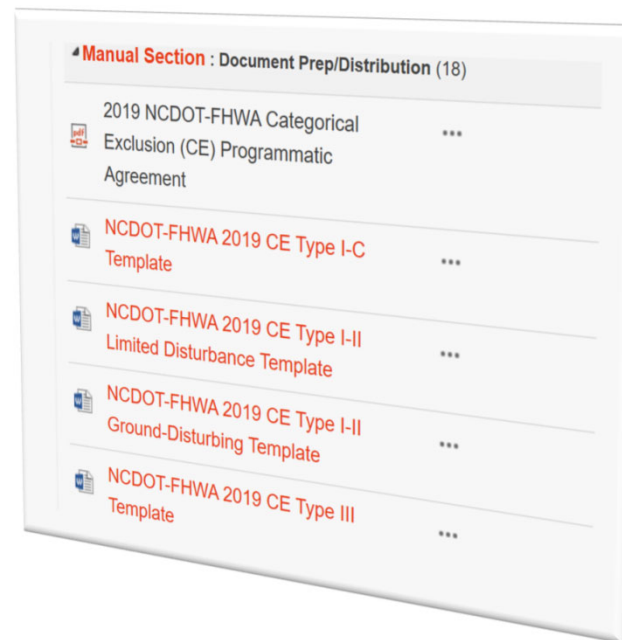 Manual Section : Document Prep/Distribution (18)
2019 NCDOT-FHWA Categorical
Exclusion (CE) Programmatic
Agreement
NCDOT-FHWA 2019 CE Type I-C
Template
NCDOT-FHWA 2019 CE Type I-II
Limited Disturbance Template
NCDOT-FHWA 2019 CE Type I-II
Ground-Disturbing Template
NCDOT-FHWA 2019 CE Type III
Template